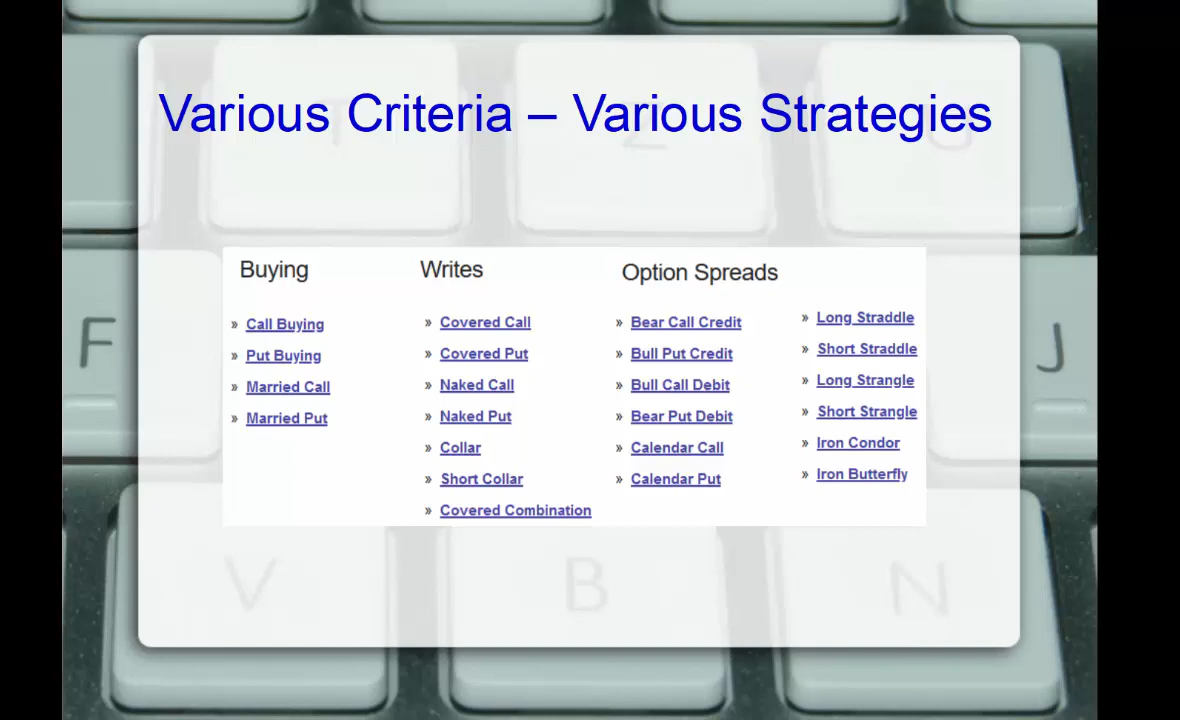 Various Criteria – Various Strategies
Buying
» Call Buying
» Put Buying
» Married Call
» Married Put
Writes
» Covered Call
» Covered Put
» Naked Call
» Naked Put
» Collar
» Short Collar
» Covered Combination
Option Spreads
» Bear Call Credit
» Bull Put Credit
» Bull Call Debit
» Bear Put Debit
» Calendar Call
» Calendar Put
» Long Straddle
» Short Straddle
» Long Strangle
» Short Strangle
» Iron Condor
» Iron Butterfly
F
J
V
B
N